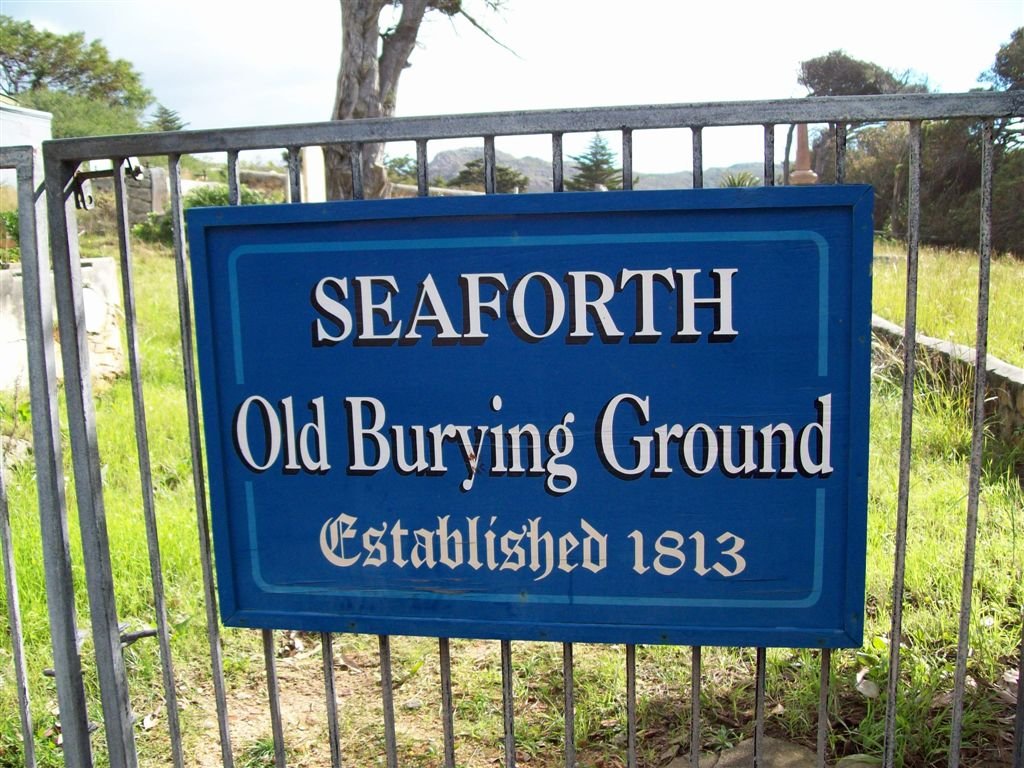 SEAFORTH
Old Burying Ground
Established 1813